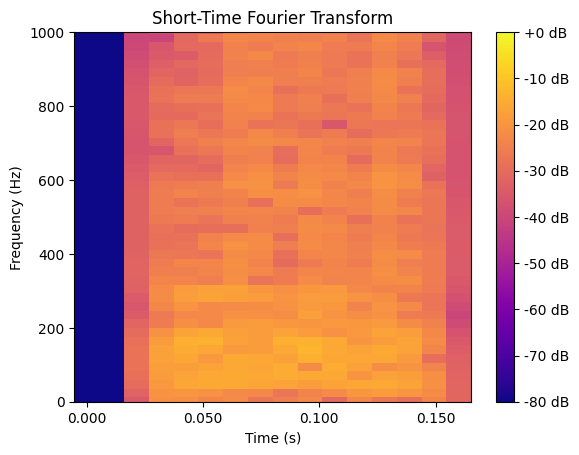 Short-Time Fourier Transform
1000
800
600
400
200
0
Frequency (Hz)
0.000
0.050
0.100
0.150
Time (s)
+0 dB
-10 dB
-20 dB
-30 dB
-40 dB
-50 dB
-60 dB
-70 dB
-80 dB